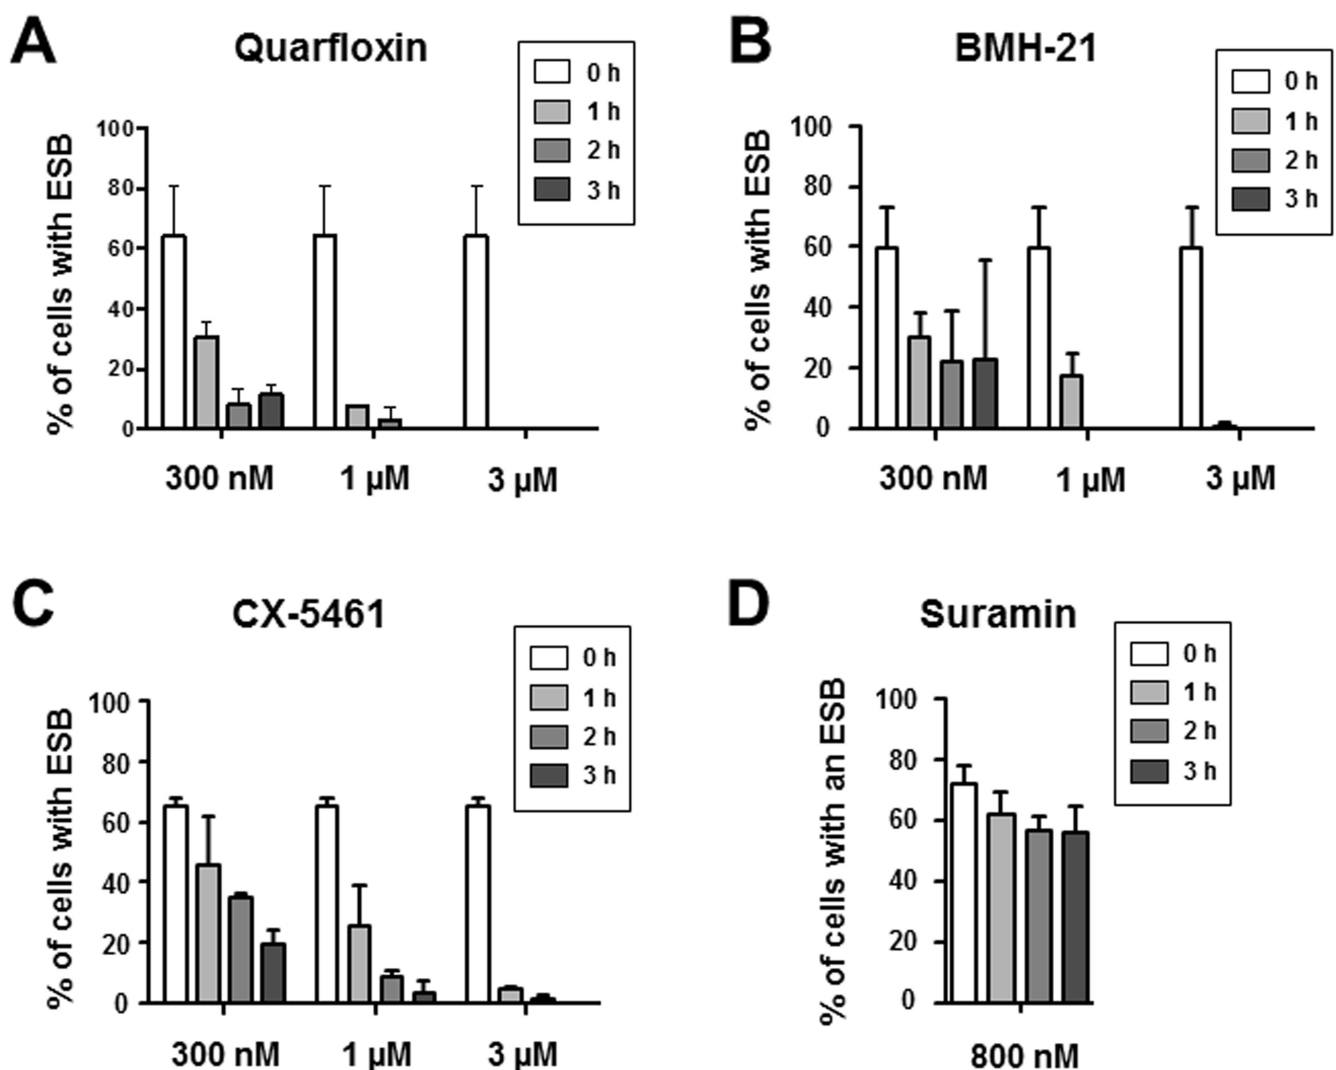 A
Quarfloxin
0 h
1 h
2 h
3 h
% of cells with ESB
100
80
60
40
20
0
300 nM
1 µM
3 µM
B
BMH-21
0 h
1 h
2 h
3 h
% of cells with ESB
100
80
60
40
20
0
300 nM
1 µM
3 µM
C
CX-5461
0 h
1 h
2 h
3 h
% of cells with ESB
100
80
60
40
20
0
300 nM
1 µM
3 µM
D
Suramin
0 h
1 h
2 h
3 h
% of cells with an ESB
100
80
60
40
20
0
800 nM